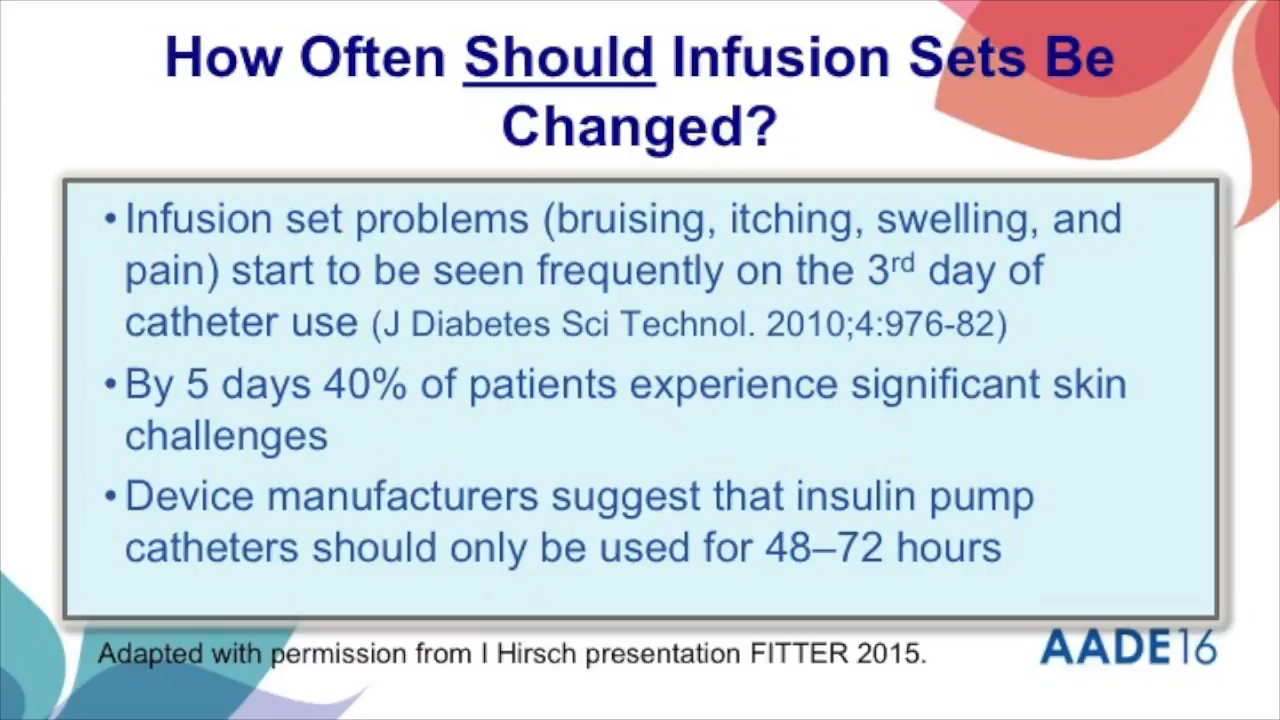 How Often Should Infusion Sets Be
Changed?
• Infusion set problems (bruising, itching, swelling, and
pain) start to be seen frequently on the 3rd day of
catheter use (J Diabetes Sci Technol. 2010;4:976-82)
• By 5 days 40% of patients experience significant skin
challenges
• Device manufacturers suggest that insulin pump
catheters should only be used for 48–72 hours
Adapted with permission from I Hirsch presentation FITTER 2015.
AADE16